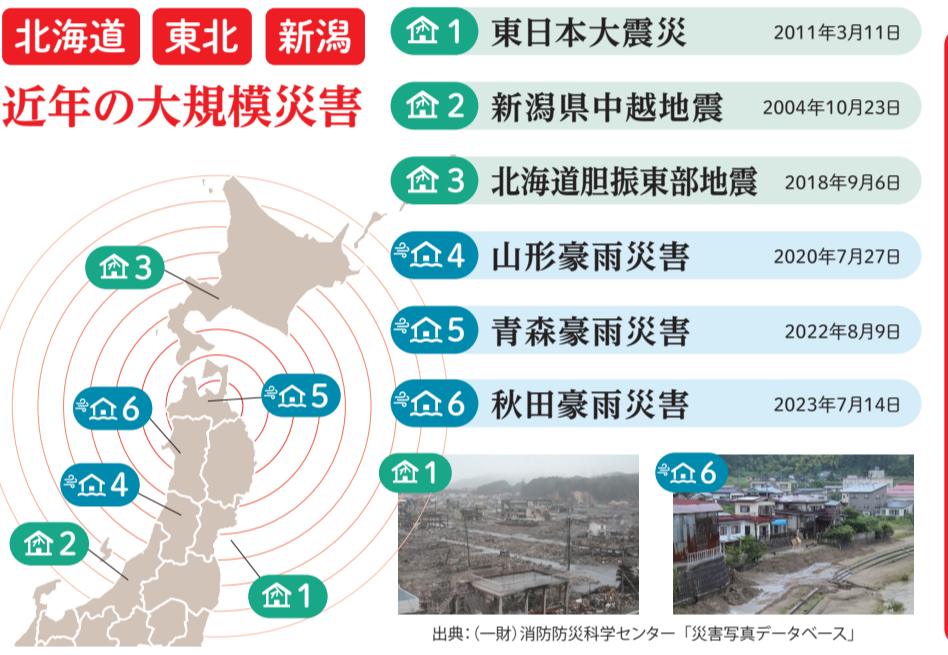 北海道 東北 新潟
近年の大規模災害
1 東日本大震災 2011年3月11日
2 新潟県中越地震 2004年10月23日
3 北海道胆振東部地震 2018年9月6日
4 山形豪雨災害 2020年7月27日
5 青森豪雨災害 2022年8月9日
6 秋田豪雨災害 2023年7月14日
3
5
6
4
2
1
1
6
出典：（一財）消防防災科学センター「災害写真データベース」